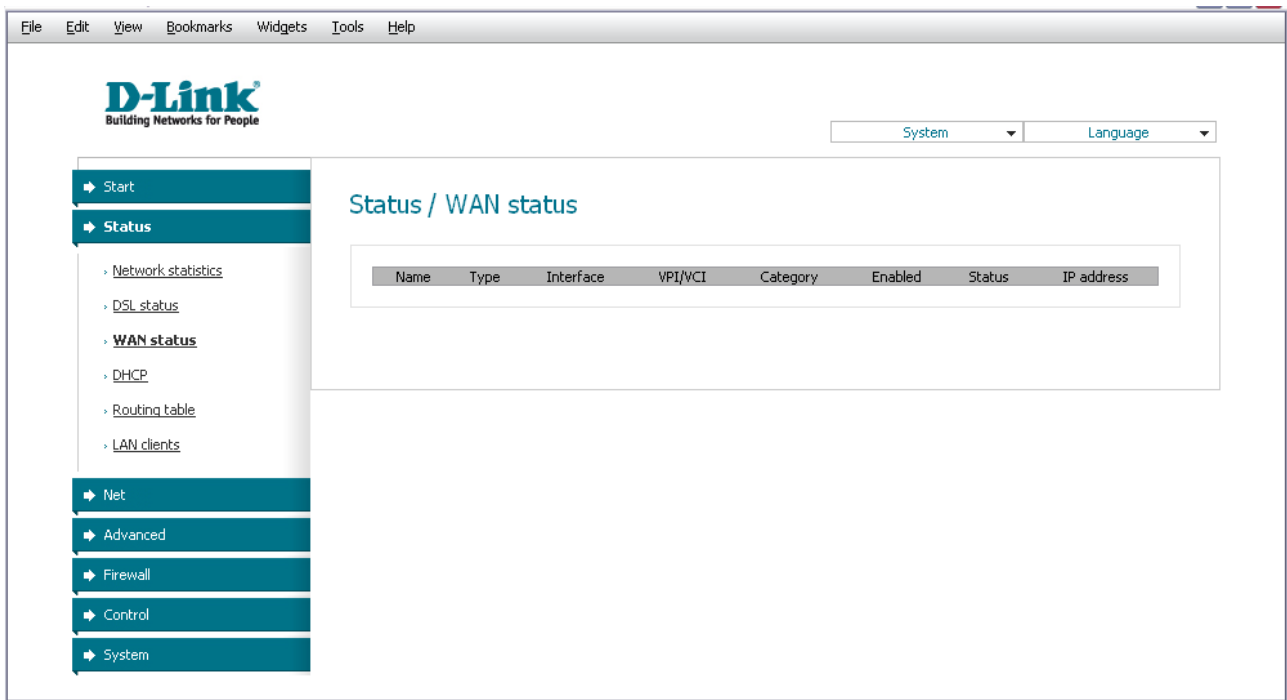 File Edit View Bookmarks Widgets Tools Help
D-Link
Building Networks for People
System Language
Start
Status
Network statistics
DSL status
WAN status
DHCP
Routing table
LAN clients
Net
Advanced
Firewall
Control
System
Status / WAN status
Name Type Interface VPI/VCI Category Enabled Status IP address